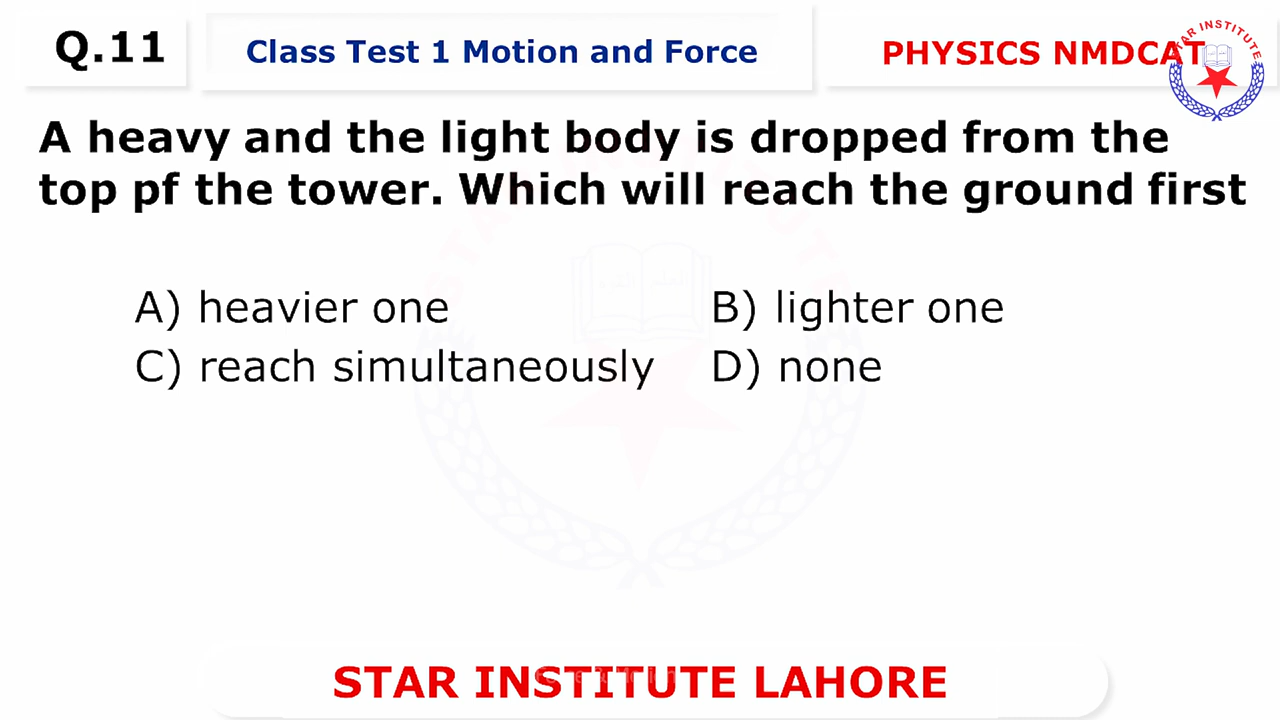 Q.11
Class Test 1 Motion and Force
PHYSICS NMDCAT
STAR INSTITUTE
A heavy and the light body is dropped from the
top pf the tower. Which will reach the ground first
A) heavier one
B) lighter one
C) reach simultaneously
D) none
STAR INSTITUTE LAHORE